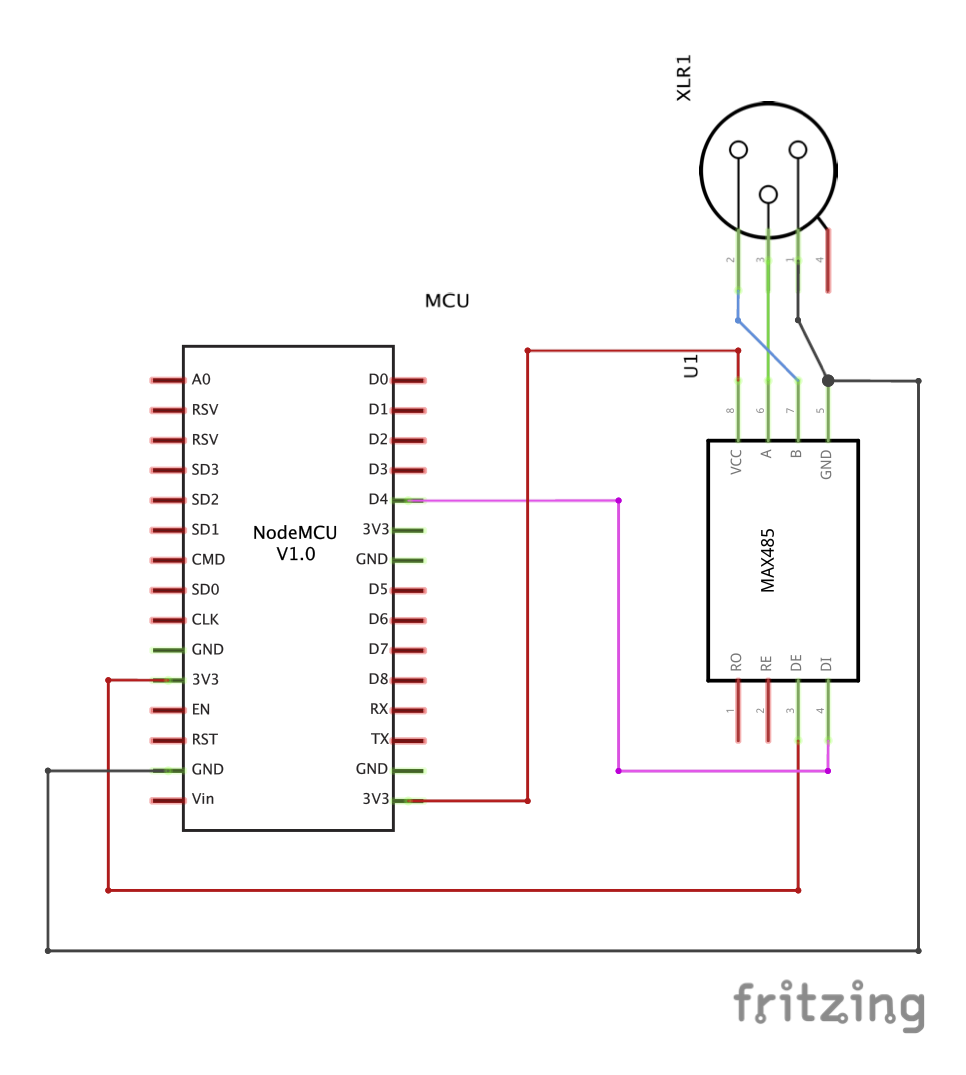 XLR1
2
3
1
4
MCU
U1
8
6
7
5
VCC
A
B
GND
MAX485
RO
RE
DE
DI
1
2
3
4
A0
RSV
RSV
SD3
SD2
SD1
CMD
SD0
CLK
GND
3V3
EN
RST
GND
Vin
NodeMCU
V1.0
D0
D1
D2
D3
D4
3V3
GND
D5
D6
D7
D8
RX
TX
GND
3V3
fritzing